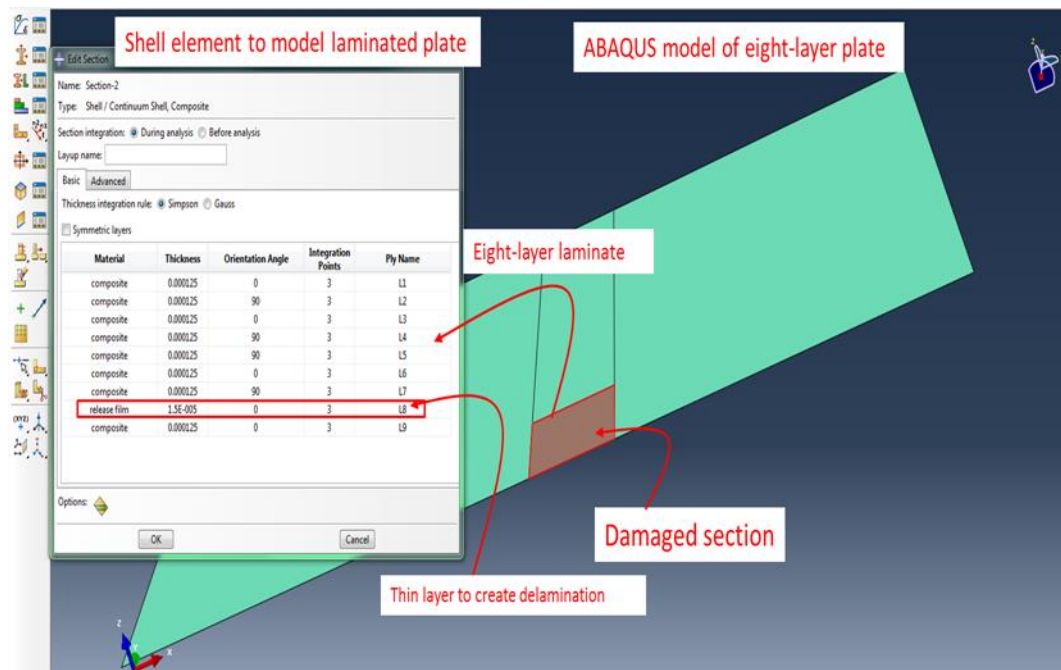 Shell element to model laminated plate
ABAQUS model of eight-layer plate
Edit Section
Name: Section-2
Type: Shell / Continuum Shell, Composite
Section integration: During analysis Before analysis
Layup name:
Basic Advanced
Thickness integration rule: Simpson Gauss
Symmetric layers
Material Thickness Orientation Angle Integration Points Ply Name
composite 0.000125 0 3 L1
composite 0.000125 90 3 L2
composite 0.000125 0 3 L3
composite 0.000125 90 3 L4
composite 0.000125 90 3 L5
composite 0.000125 0 3 L6
composite 0.000125 90 3 L7
release film 1.5E-005 0 3 L8
composite 0.000125 0 3 L9
Eight-layer laminate
Damaged section
Options:
OK Cancel
Thin layer to create delamination
(XYZ)
z
Y
x